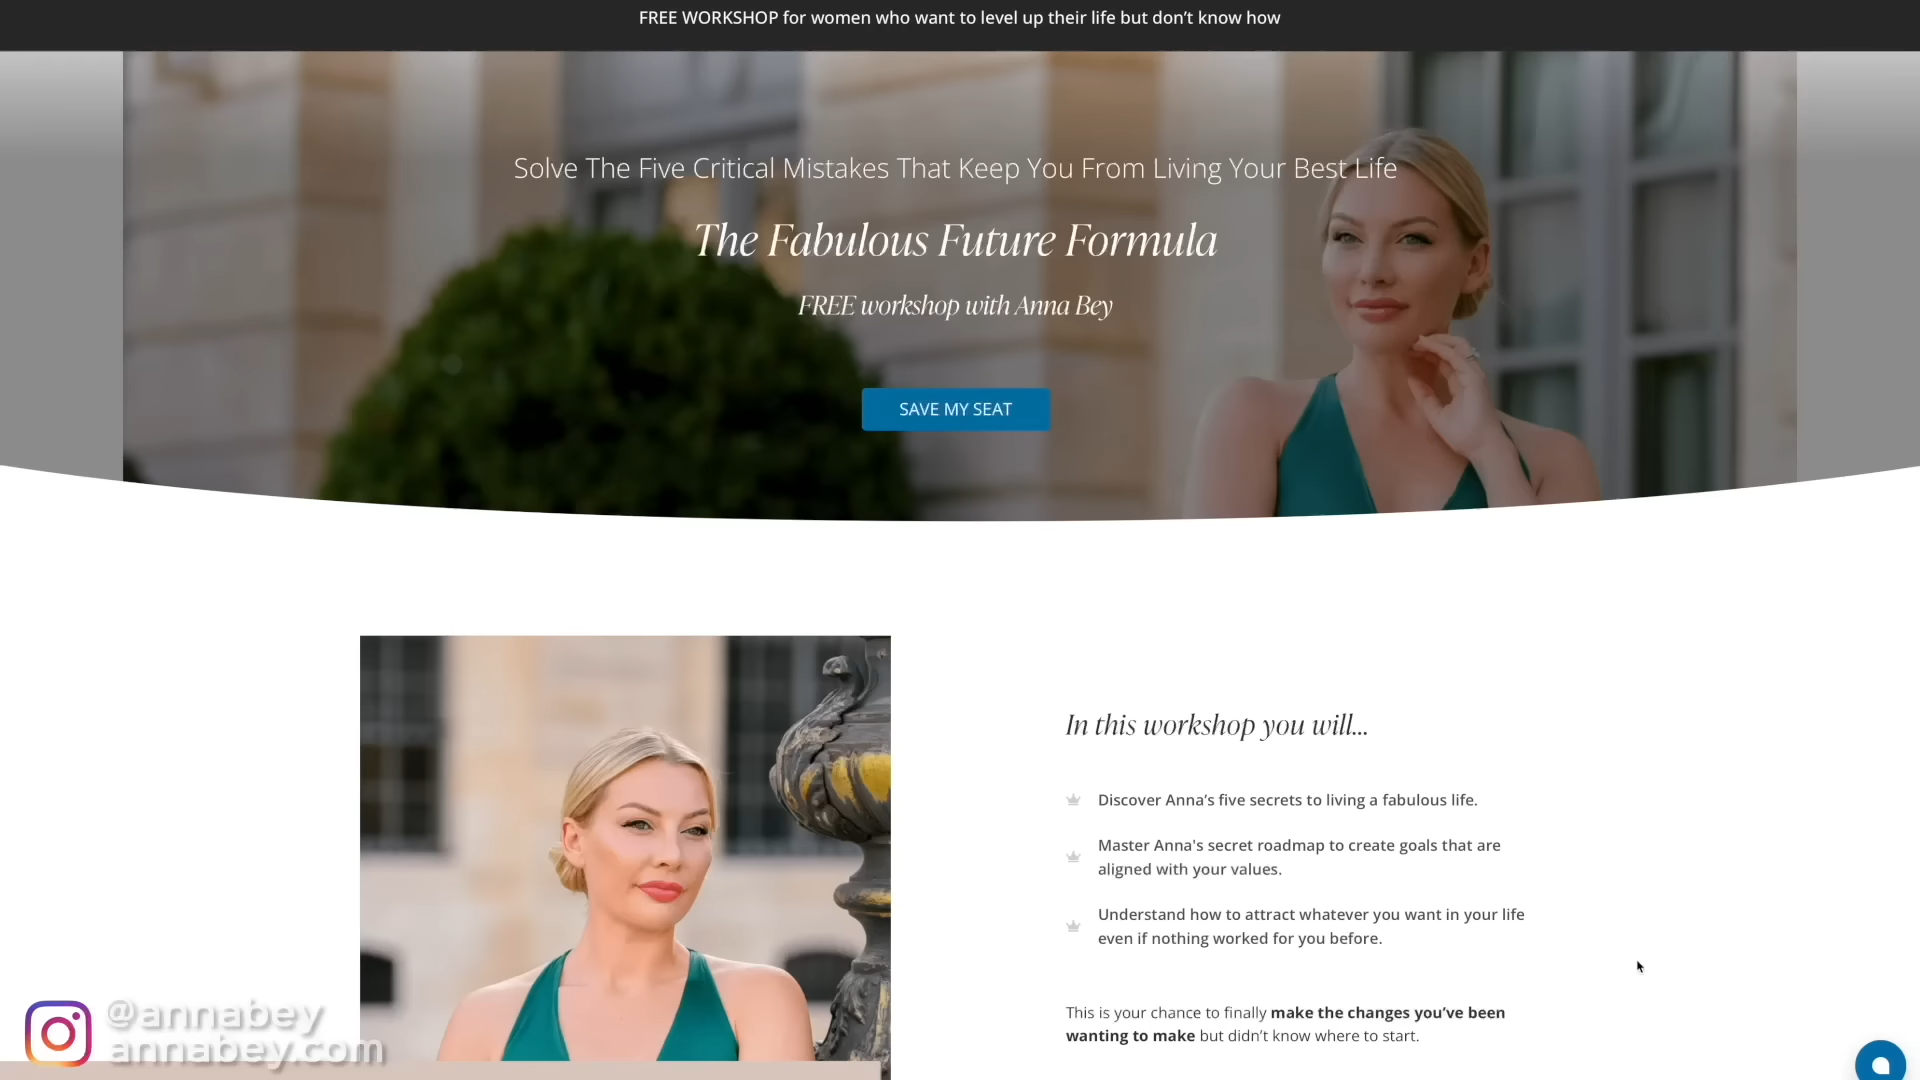 FREE WORKSHOP for women who want to level up their life but don’t know how
Solve The Five Critical Mistakes That Keep You From Living Your Best Life
The Fabulous Future Formula
FREE workshop with Anna Bey
SAVE MY SEAT
In this workshop you will...
Discover Anna’s five secrets to living a fabulous life.
Master Anna's secret roadmap to create goals that are
aligned with your values.
Understand how to attract whatever you want in your life
even if nothing worked for you before.
This is your chance to finally make the changes you’ve been
wanting to make but didn’t know where to start.
@annabey
annabey.com